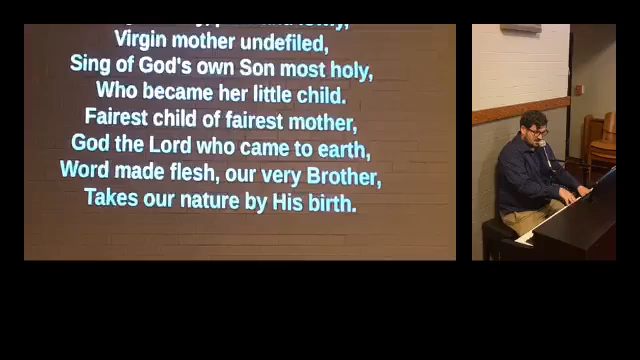 Virgin mother undefiled,
Sing of God's own Son most holy,
Who became her little child.
Fairest child of fairest mother,
God the Lord who came to earth,
Word made flesh, our very Brother,
Takes our nature by His birth.